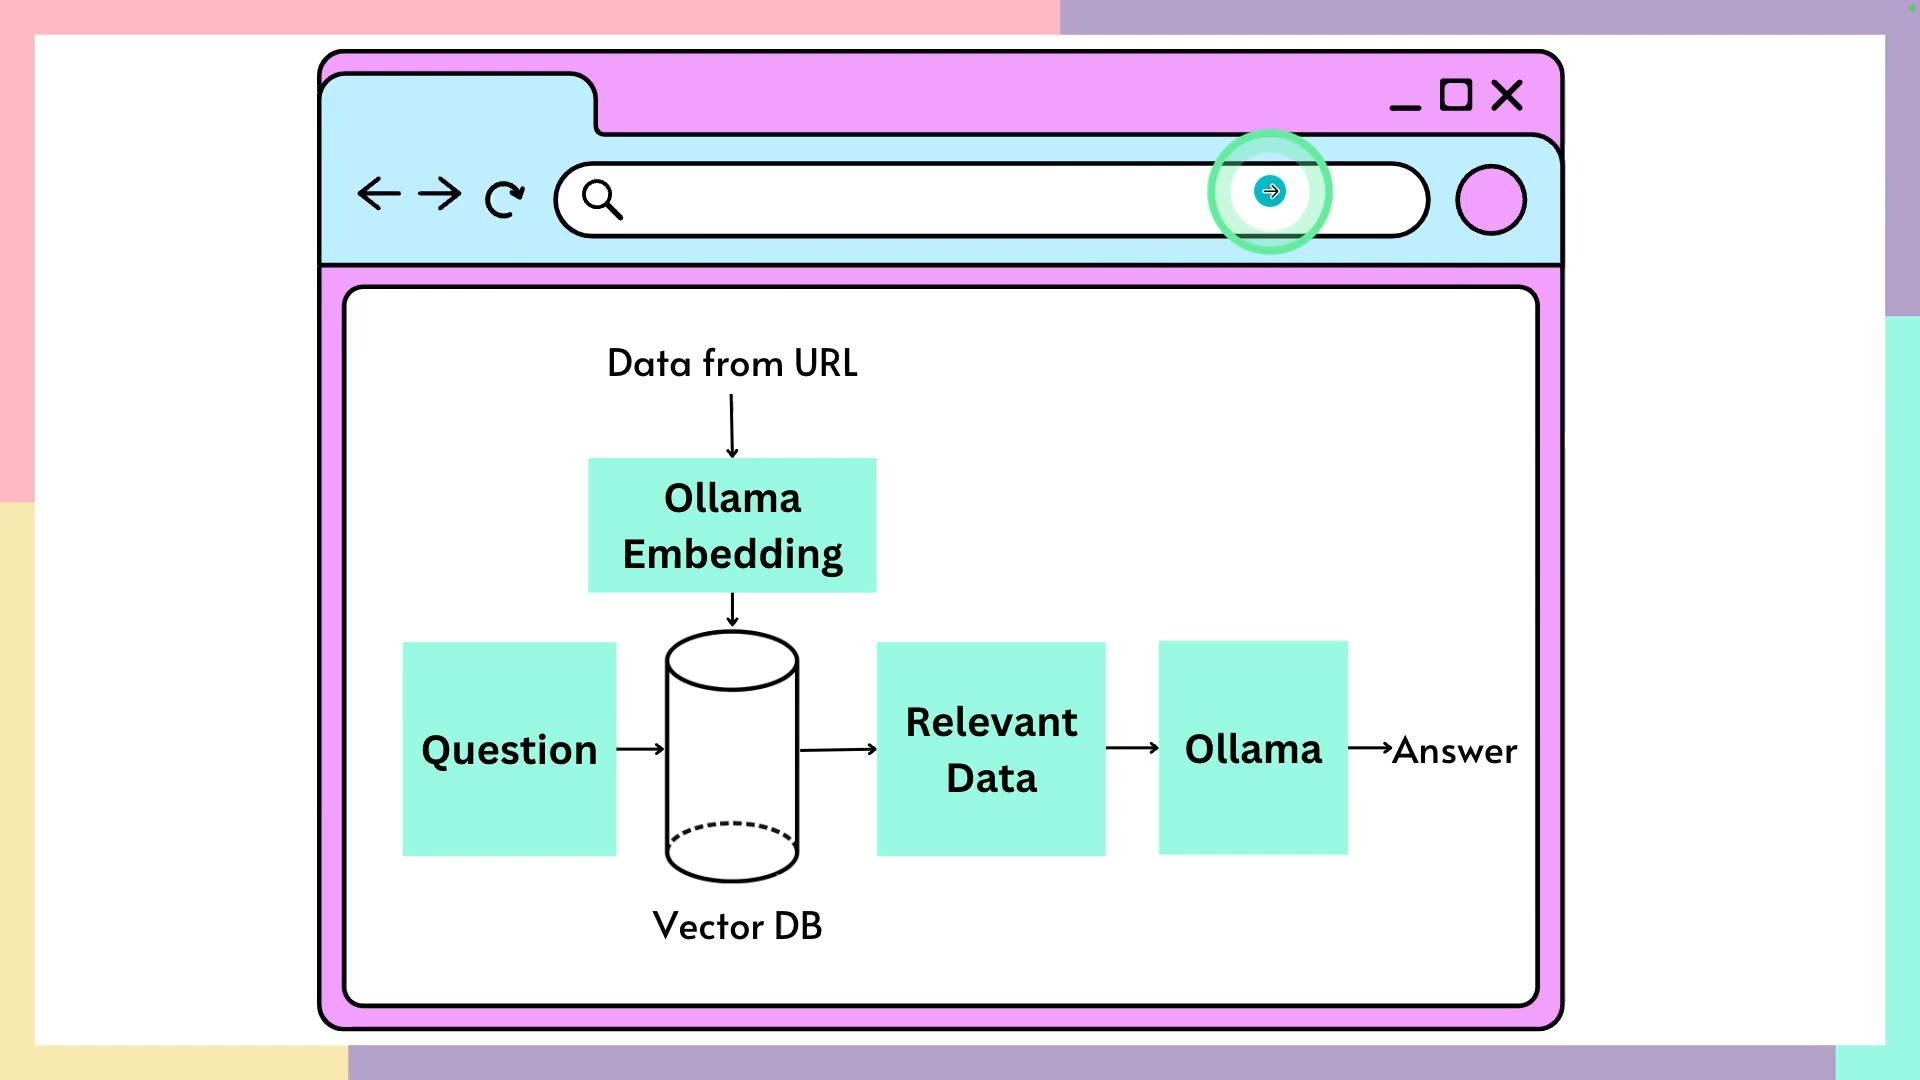 Data from URL
Ollama
Embedding
Question
Relevant
Data
Ollama
Answer
Vector DB